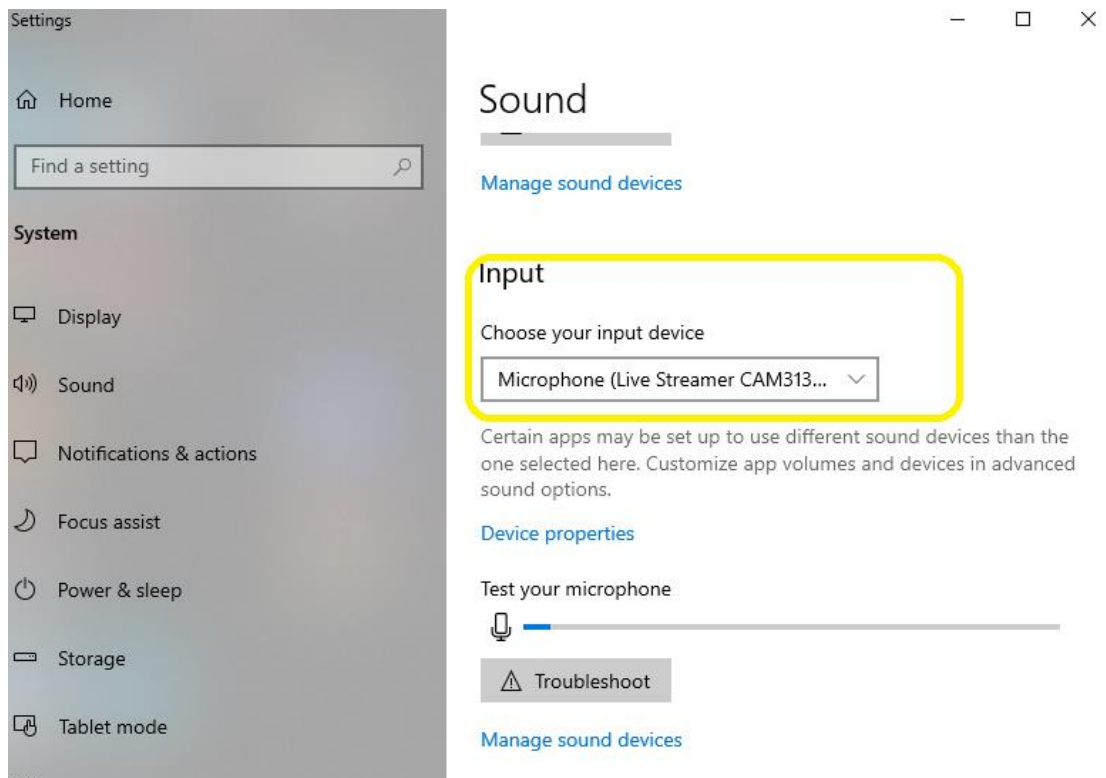 Settings
Home
Find a setting
System
Display
Sound
Notifications & actions
Focus assist
Power & sleep
Storage
Tablet mode
Sound
Manage sound devices
Input
Choose your input device
Microphone (Live Streamer CAM313...
Certain apps may be set up to use different sound devices than the
one selected here. Customize app volumes and devices in advanced
sound options.
Device properties
Test your microphone
Troubleshoot
Manage sound devices